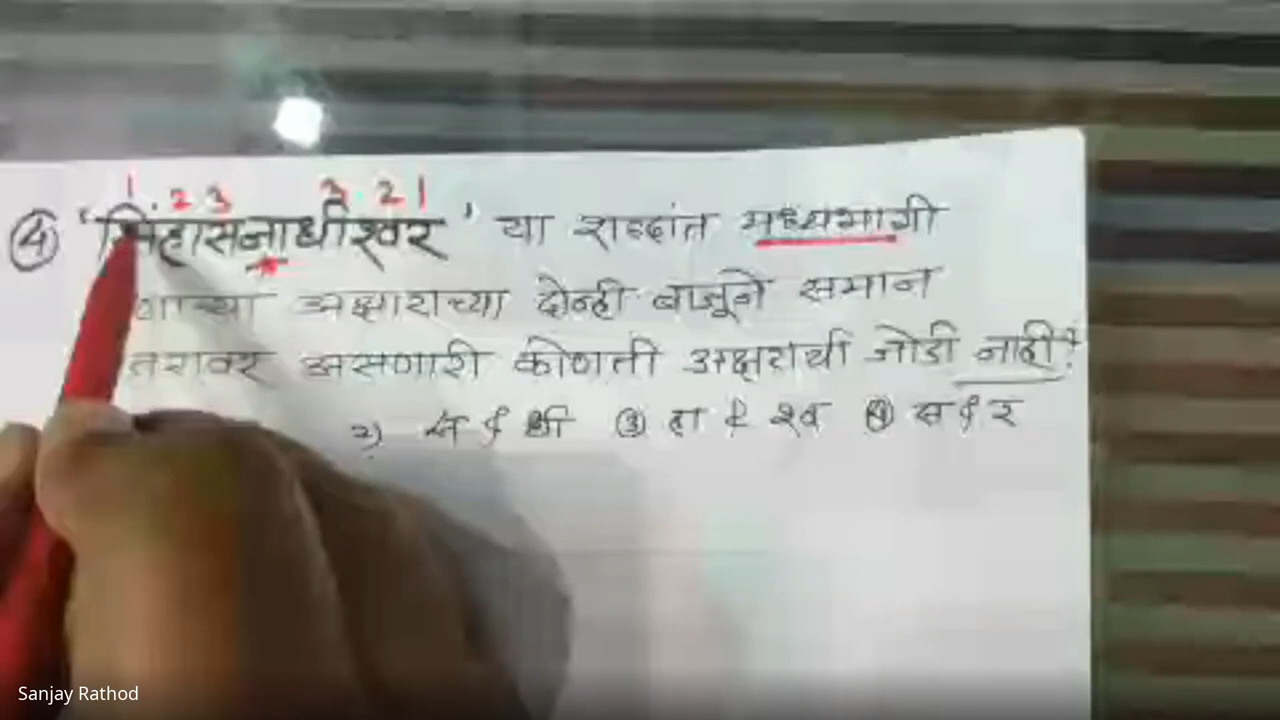 1 2 3 3 2 1
④ 'सिंहासनाधीश्वर' या शब्दांत मध्यभागी
अक्षराच्या दोन्ही बाजूने समान
तरावर असणारी कोणती अक्षराची जोडी नाही?
2) स र्इ धी ③ हा र्इ श्व ④ स र्इ र
Sanjay Rathod